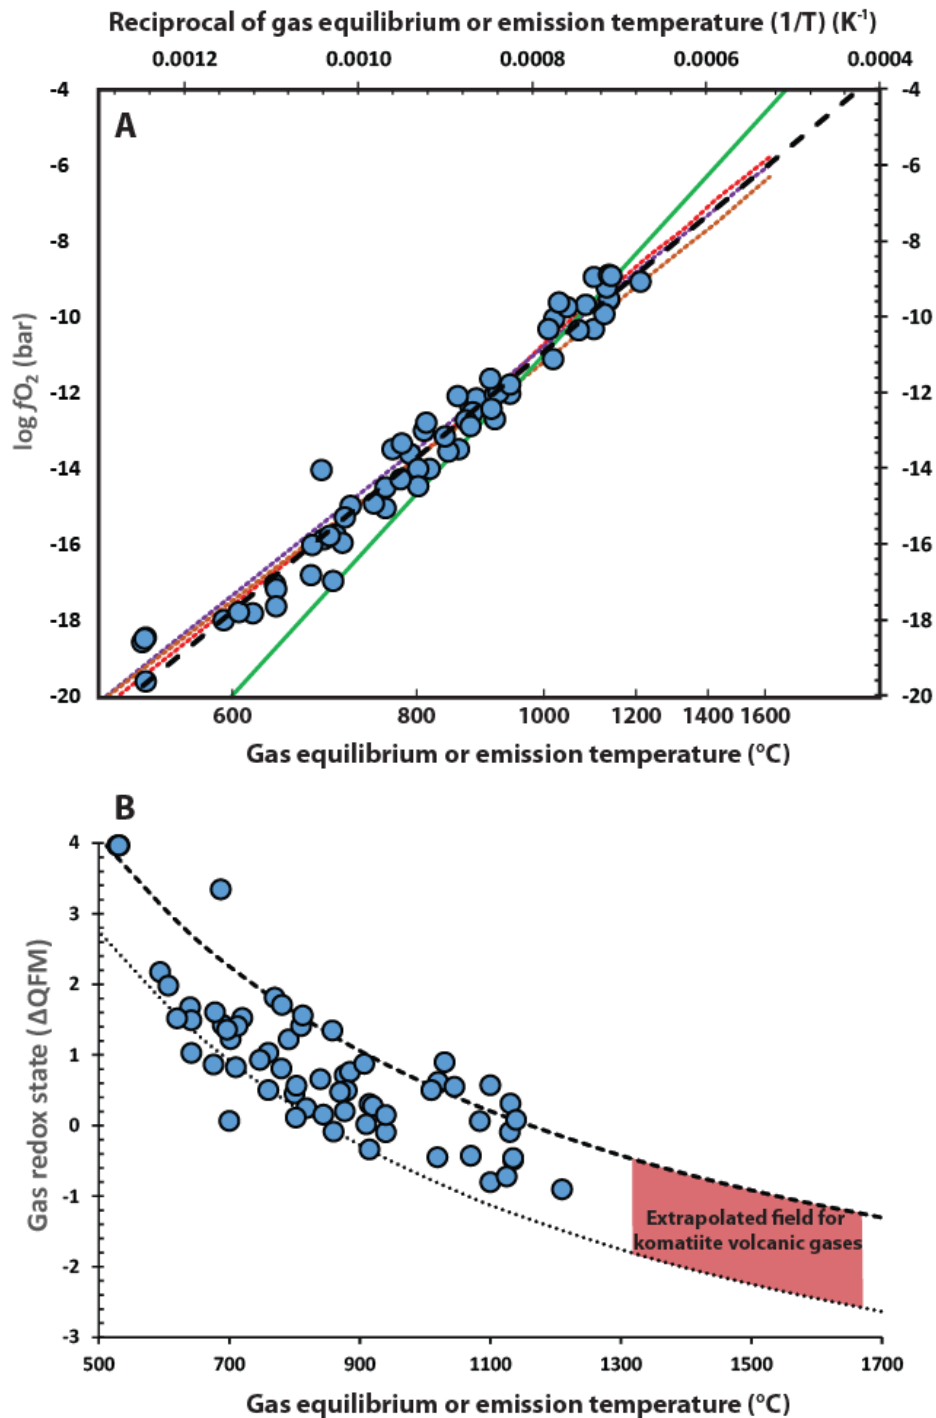 Reciprocal of gas equilibrium or emission temperature (1/T) (K⁻¹)
0.0012 0.0010 0.0008 0.0006 0.0004
A
-4 -4
-6 -6
-8 -8
-10 -10
-12 -12
-14 -14
-16 -16
-18 -18
-20 -20
log fO₂ (bar)
600 800 1000 1200 1400 1600
Gas equilibrium or emission temperature (°C)
B
4
3
2
1
0
-1
-2
-3
Gas redox state (ΔQFM)
Extrapolated field for
komatiite volcanic gases
500 700 900 1100 1300 1500 1700
Gas equilibrium or emission temperature (°C)